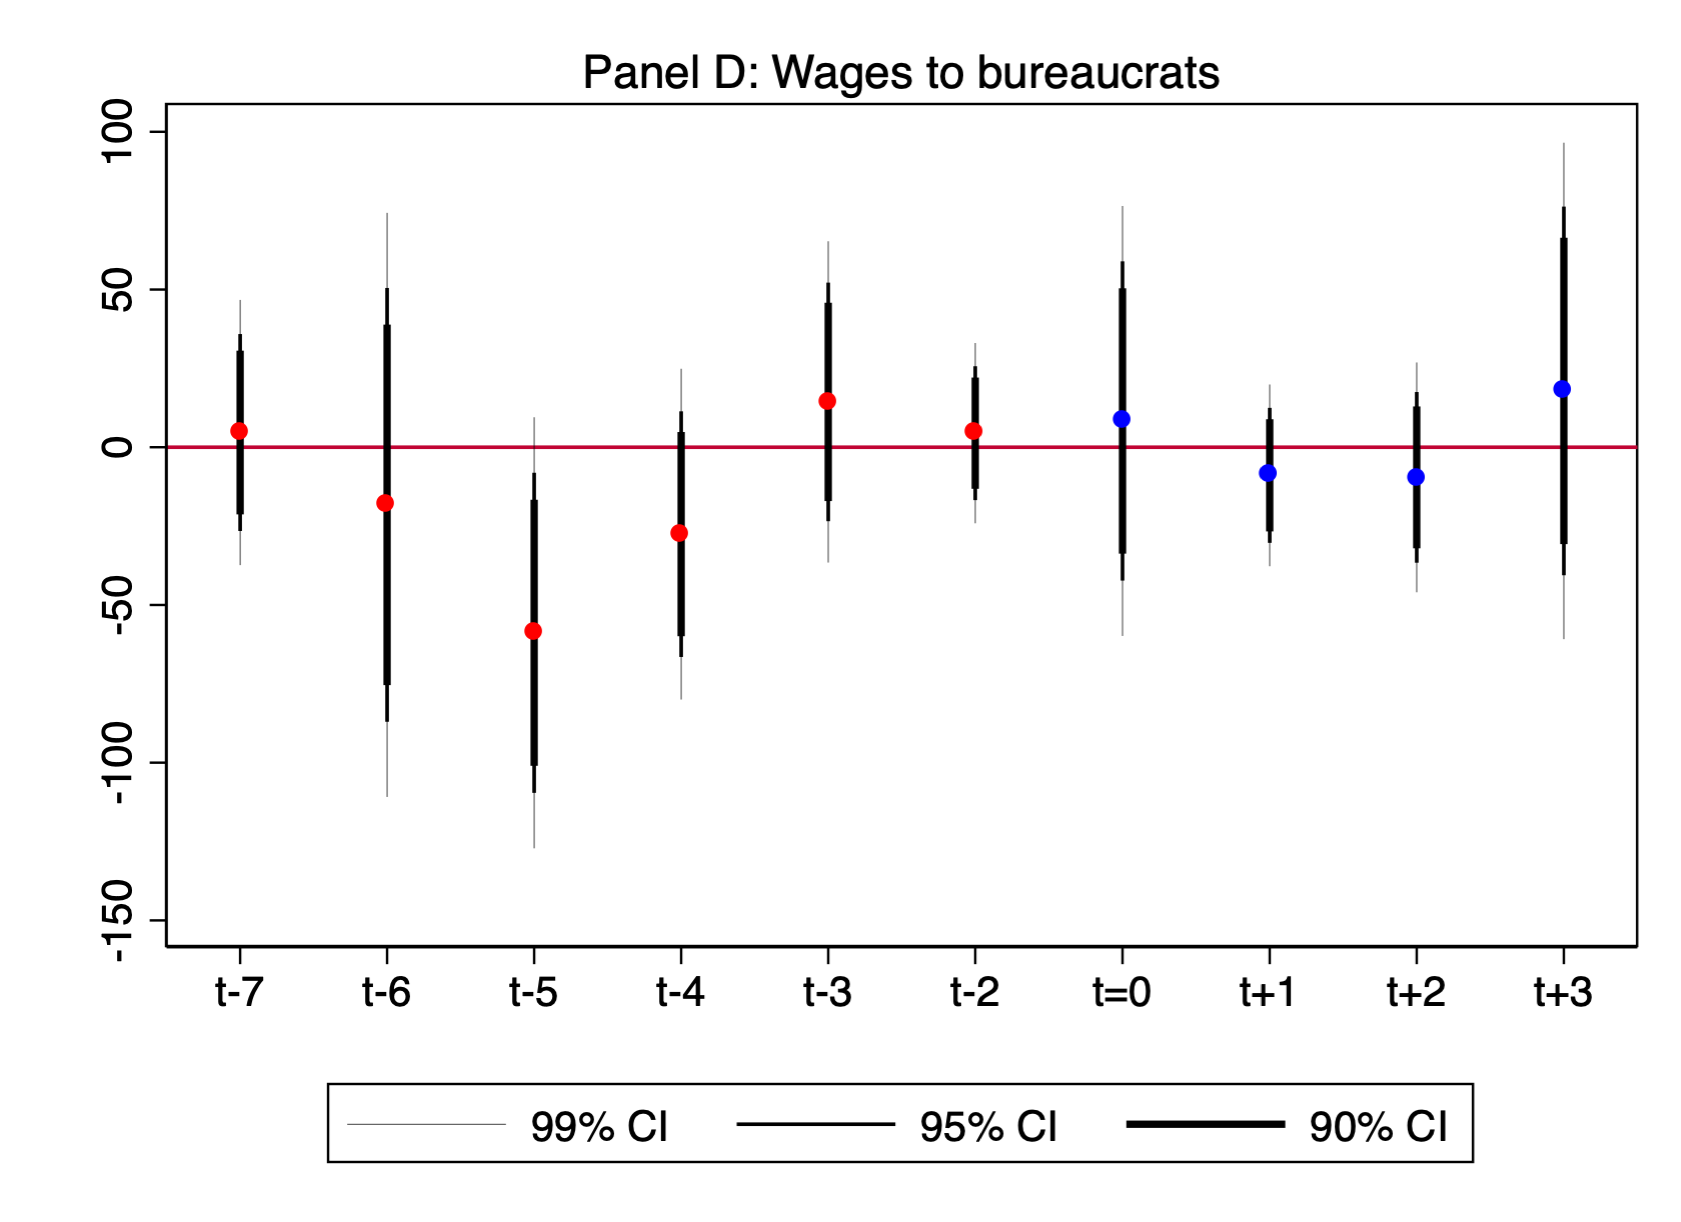 Panel D: Wages to bureaucrats
100
50
0
-50
-100
-150
t-7 t-6 t-5 t-4 t-3 t-2 t=0 t+1 t+2 t+3
99% CI 95% CI 90% CI